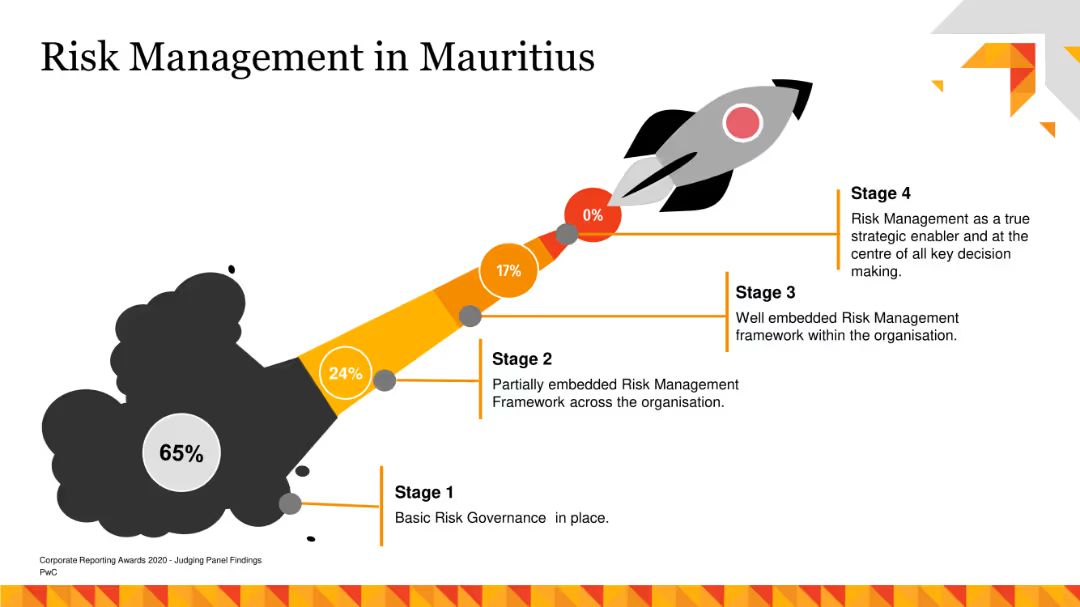 Risk Management in Mauritius
0%
Stage 4
Risk Management as a true
strategic enabler and at the
centre of all key decision
making.
17%
Stage 3
Well embedded Risk Management
framework within the organisation.
24%
Stage 2
Partially embedded Risk Management
Framework across the organisation.
65%
Stage 1
Basic Risk Governance  in place.
Corporate Reporting Awards 2020 - Judging Panel Findings
PwC